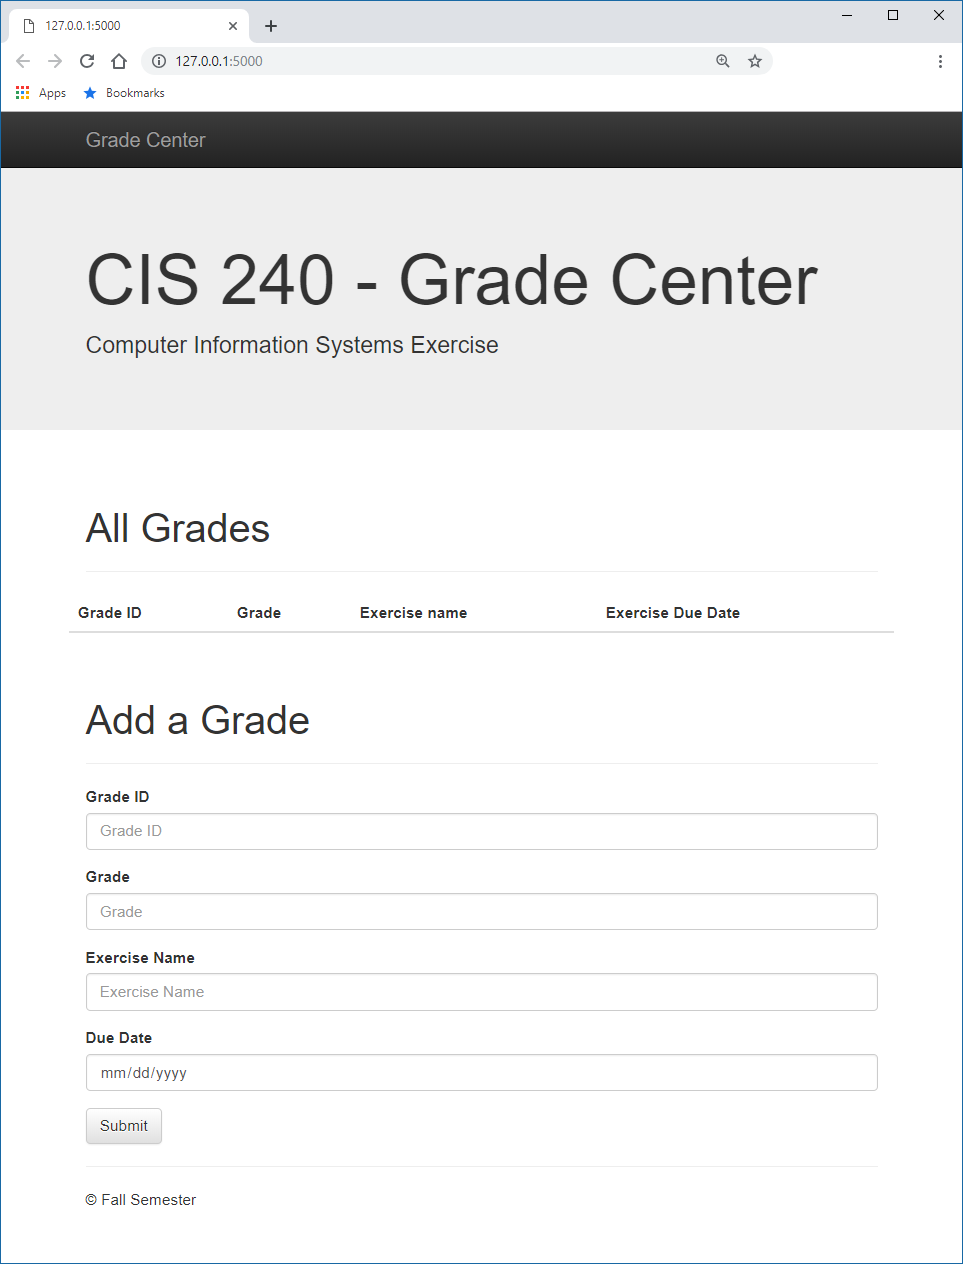 127.0.0.1:5000
127.0.0.1:5000
Apps Bookmarks
Grade Center
CIS 240 - Grade Center
Computer Information Systems Exercise
All Grades
Grade ID Grade Exercise name Exercise Due Date
Add a Grade
Grade ID
Grade ID
Grade
Grade
Exercise Name
Exercise Name
Due Date
mm/dd/yyyy
Submit
© Fall Semester